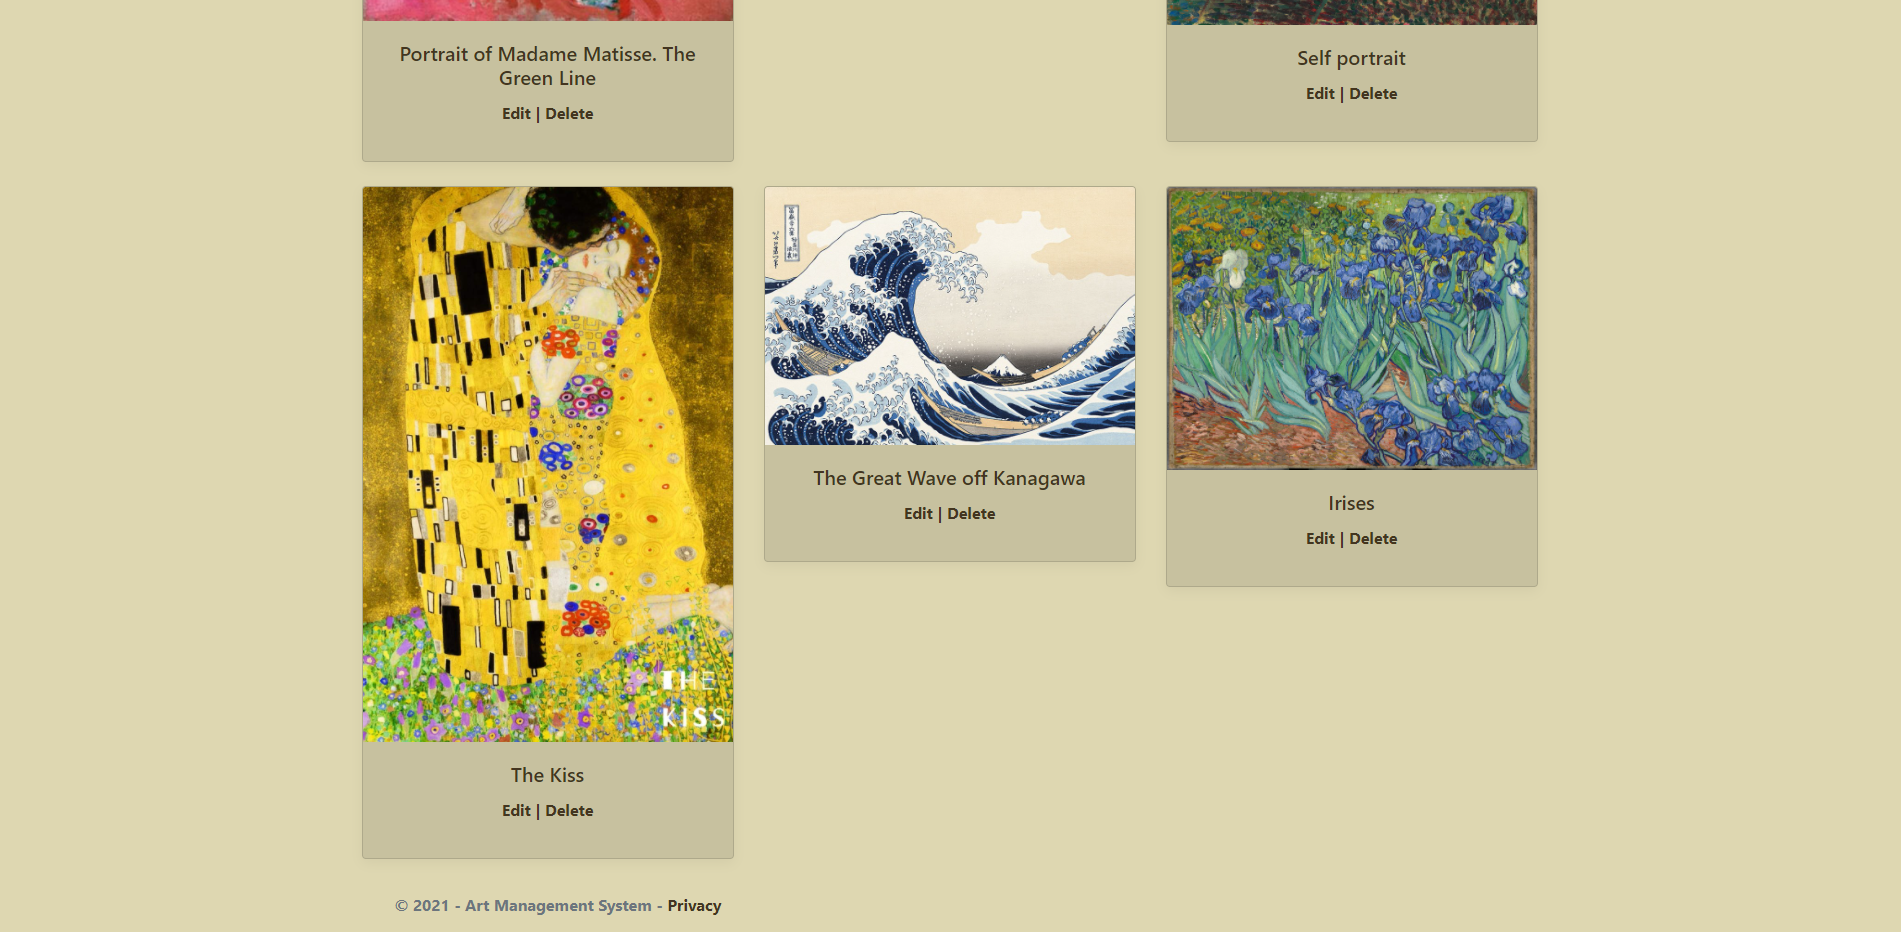 Portrait of Madame Matisse. The
Green Line
Edit | Delete
Self portrait
Edit | Delete
THE
KISS
The Kiss
Edit | Delete
The Great Wave off Kanagawa
Edit | Delete
Irises
Edit | Delete
© 2021 - Art Management System - Privacy